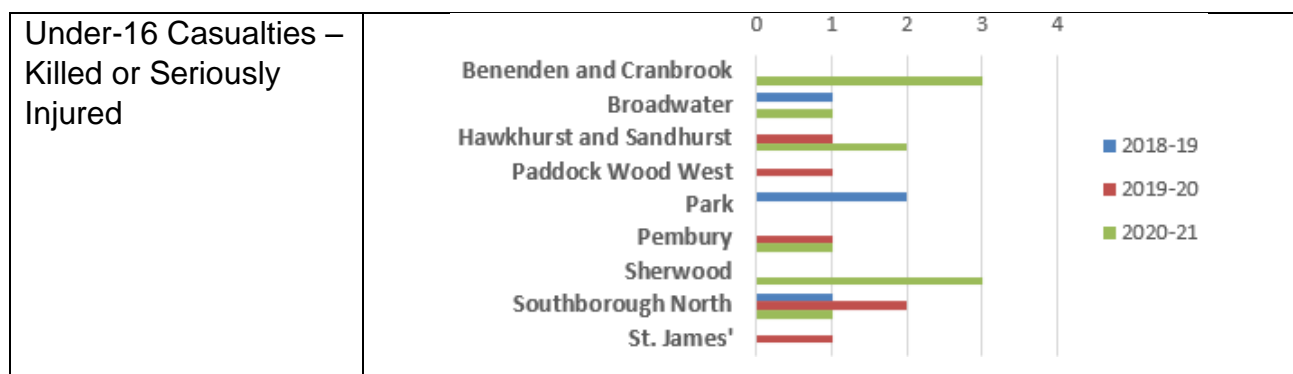 Under-16 Casualties –
Killed or Seriously
Injured
0 1 2 3 4
Benenden and Cranbrook
Broadwater
Hawkhurst and Sandhurst
Paddock Wood West
Park
Pembury
Sherwood
Southborough North
St. James'
2018-19
2019-20
2020-21